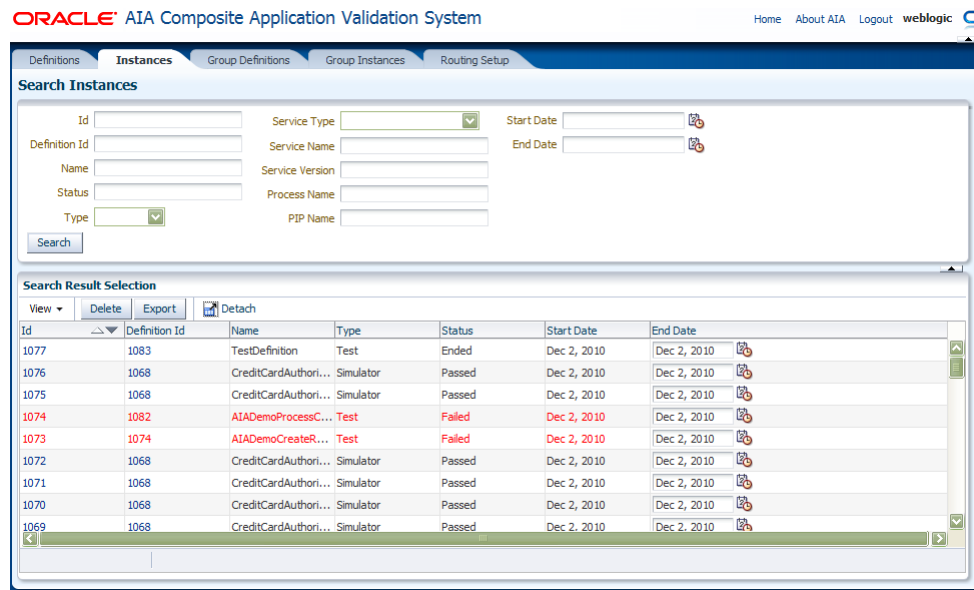 ORACLE AIA Composite Application Validation System
Home About AIA Logout weblogic
Definitions Instances Group Definitions Group Instances Routing Setup
Search Instances
Id Service Type Start Date
Definition Id Service Name End Date
Name Service Version
Status Process Name
Type PIP Name
Search
Search Result Selection
View Delete Export Detach
Id Definition Id Name Type Status Start Date End Date
1077 1083 TestDefinition Test Ended Dec 2, 2010 Dec 2, 2010
1076 1068 CreditCardAuthori... Simulator Passed Dec 2, 2010 Dec 2, 2010
1075 1068 CreditCardAuthori... Simulator Passed Dec 2, 2010 Dec 2, 2010
1074 1082 AIADemoProcessC... Test Failed Dec 2, 2010 Dec 2, 2010
1073 1074 AIADemoCreateR... Test Failed Dec 2, 2010 Dec 2, 2010
1072 1068 CreditCardAuthori... Simulator Passed Dec 2, 2010 Dec 2, 2010
1071 1068 CreditCardAuthori... Simulator Passed Dec 2, 2010 Dec 2, 2010
1070 1068 CreditCardAuthori... Simulator Passed Dec 2, 2010 Dec 2, 2010
1069 1068 CreditCardAuthori... Simulator Passed Dec 2, 2010 Dec 2, 2010